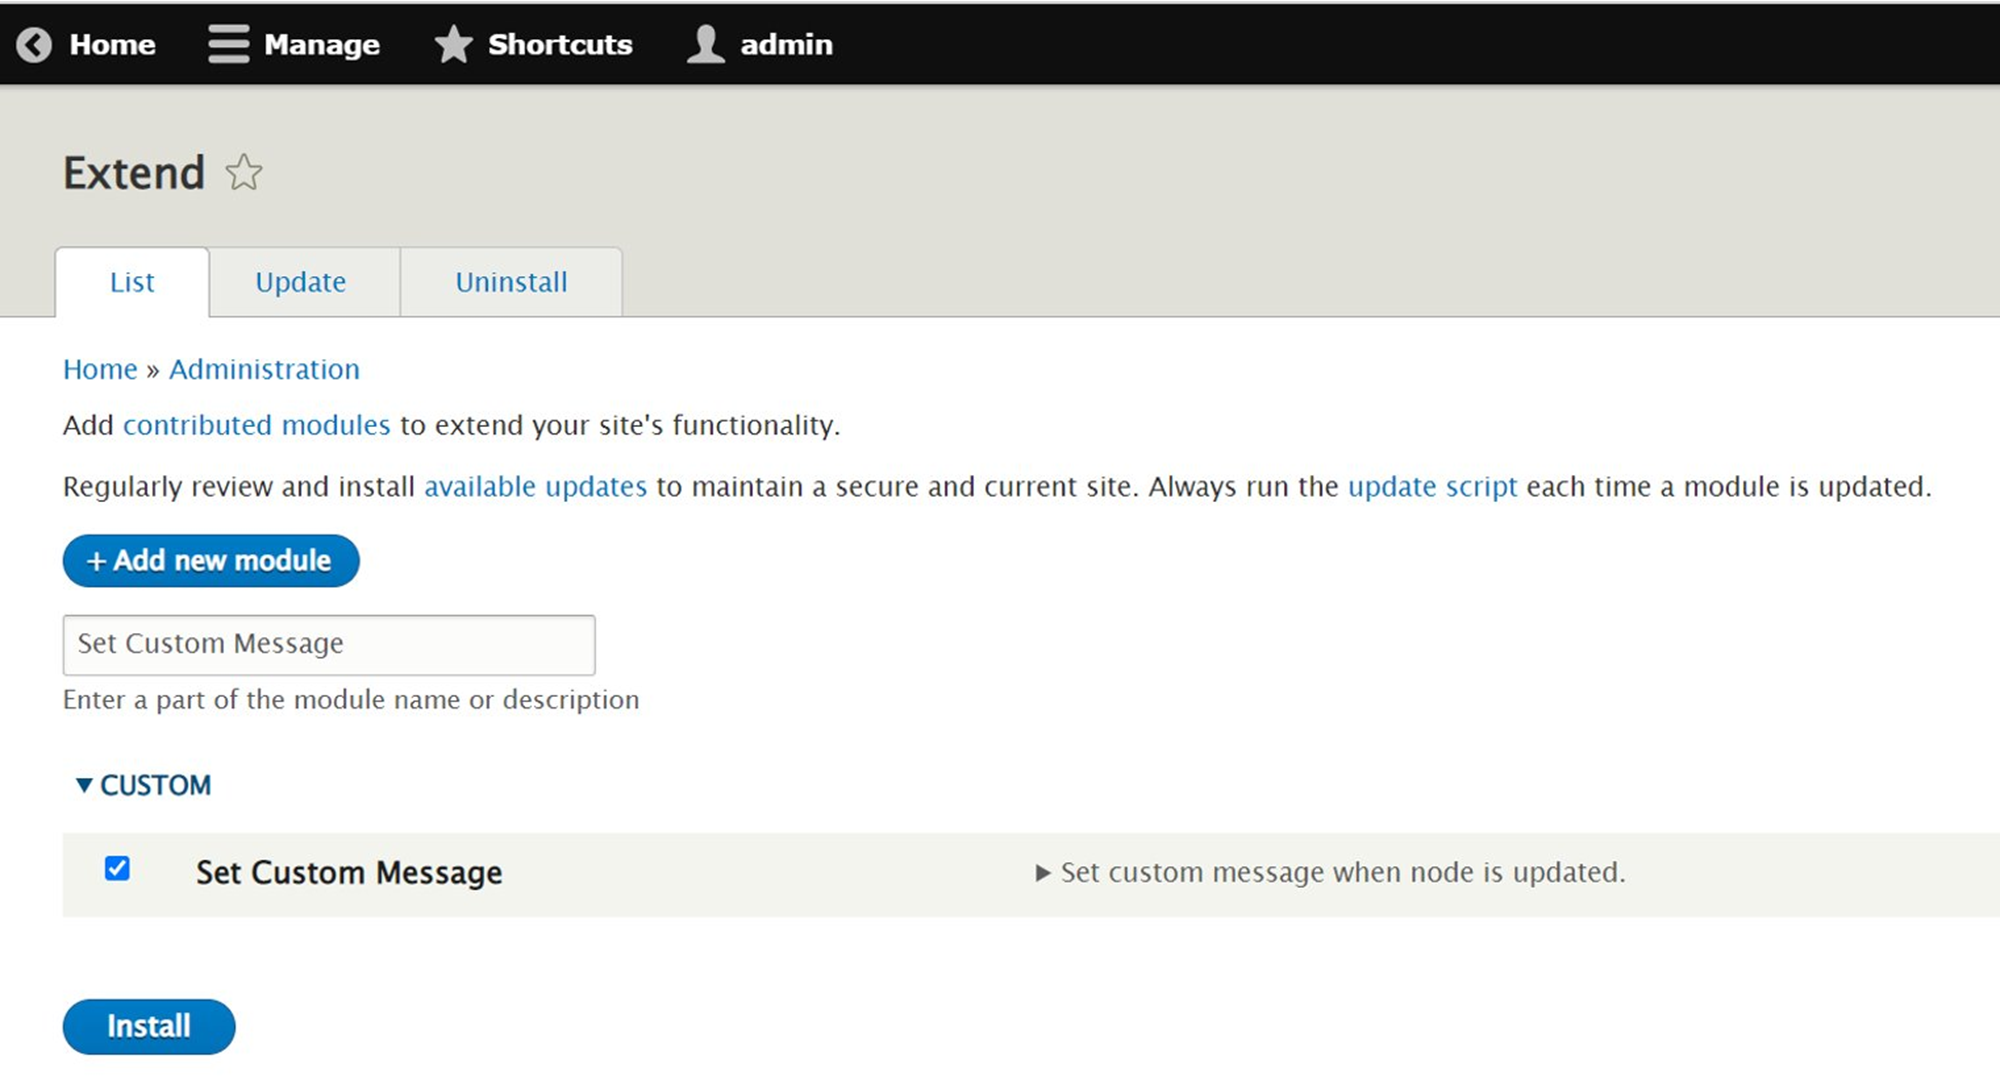 Home Manage Shortcuts admin
Extend
List Update Uninstall
Home » Administration
Add contributed modules to extend your site's functionality.
Regularly review and install available updates to maintain a secure and current site. Always run the update script each time a module is updated.
+ Add new module
Set Custom Message
Enter a part of the module name or description
▼ CUSTOM
Set Custom Message ▶ Set custom message when node is updated.
Install